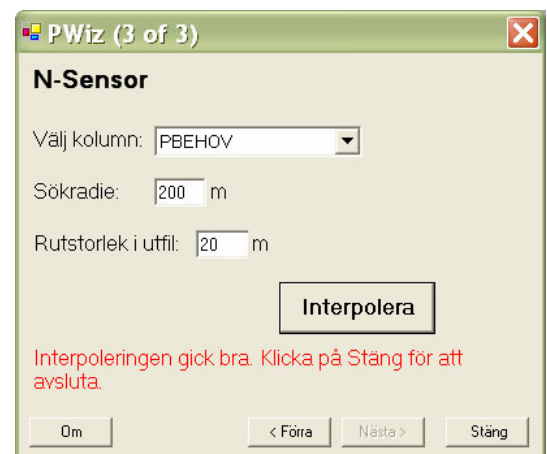 PWiz (3 of 3)
N-Sensor
Välj kolumn: PBEHOV
Sökradie: 200 m
Rutstorlek i utfil: 20 m
Interpolera
Interpoleringen gick bra. Klicka på Stäng för att
avsluta.
Om < Förra Nästa > Stäng